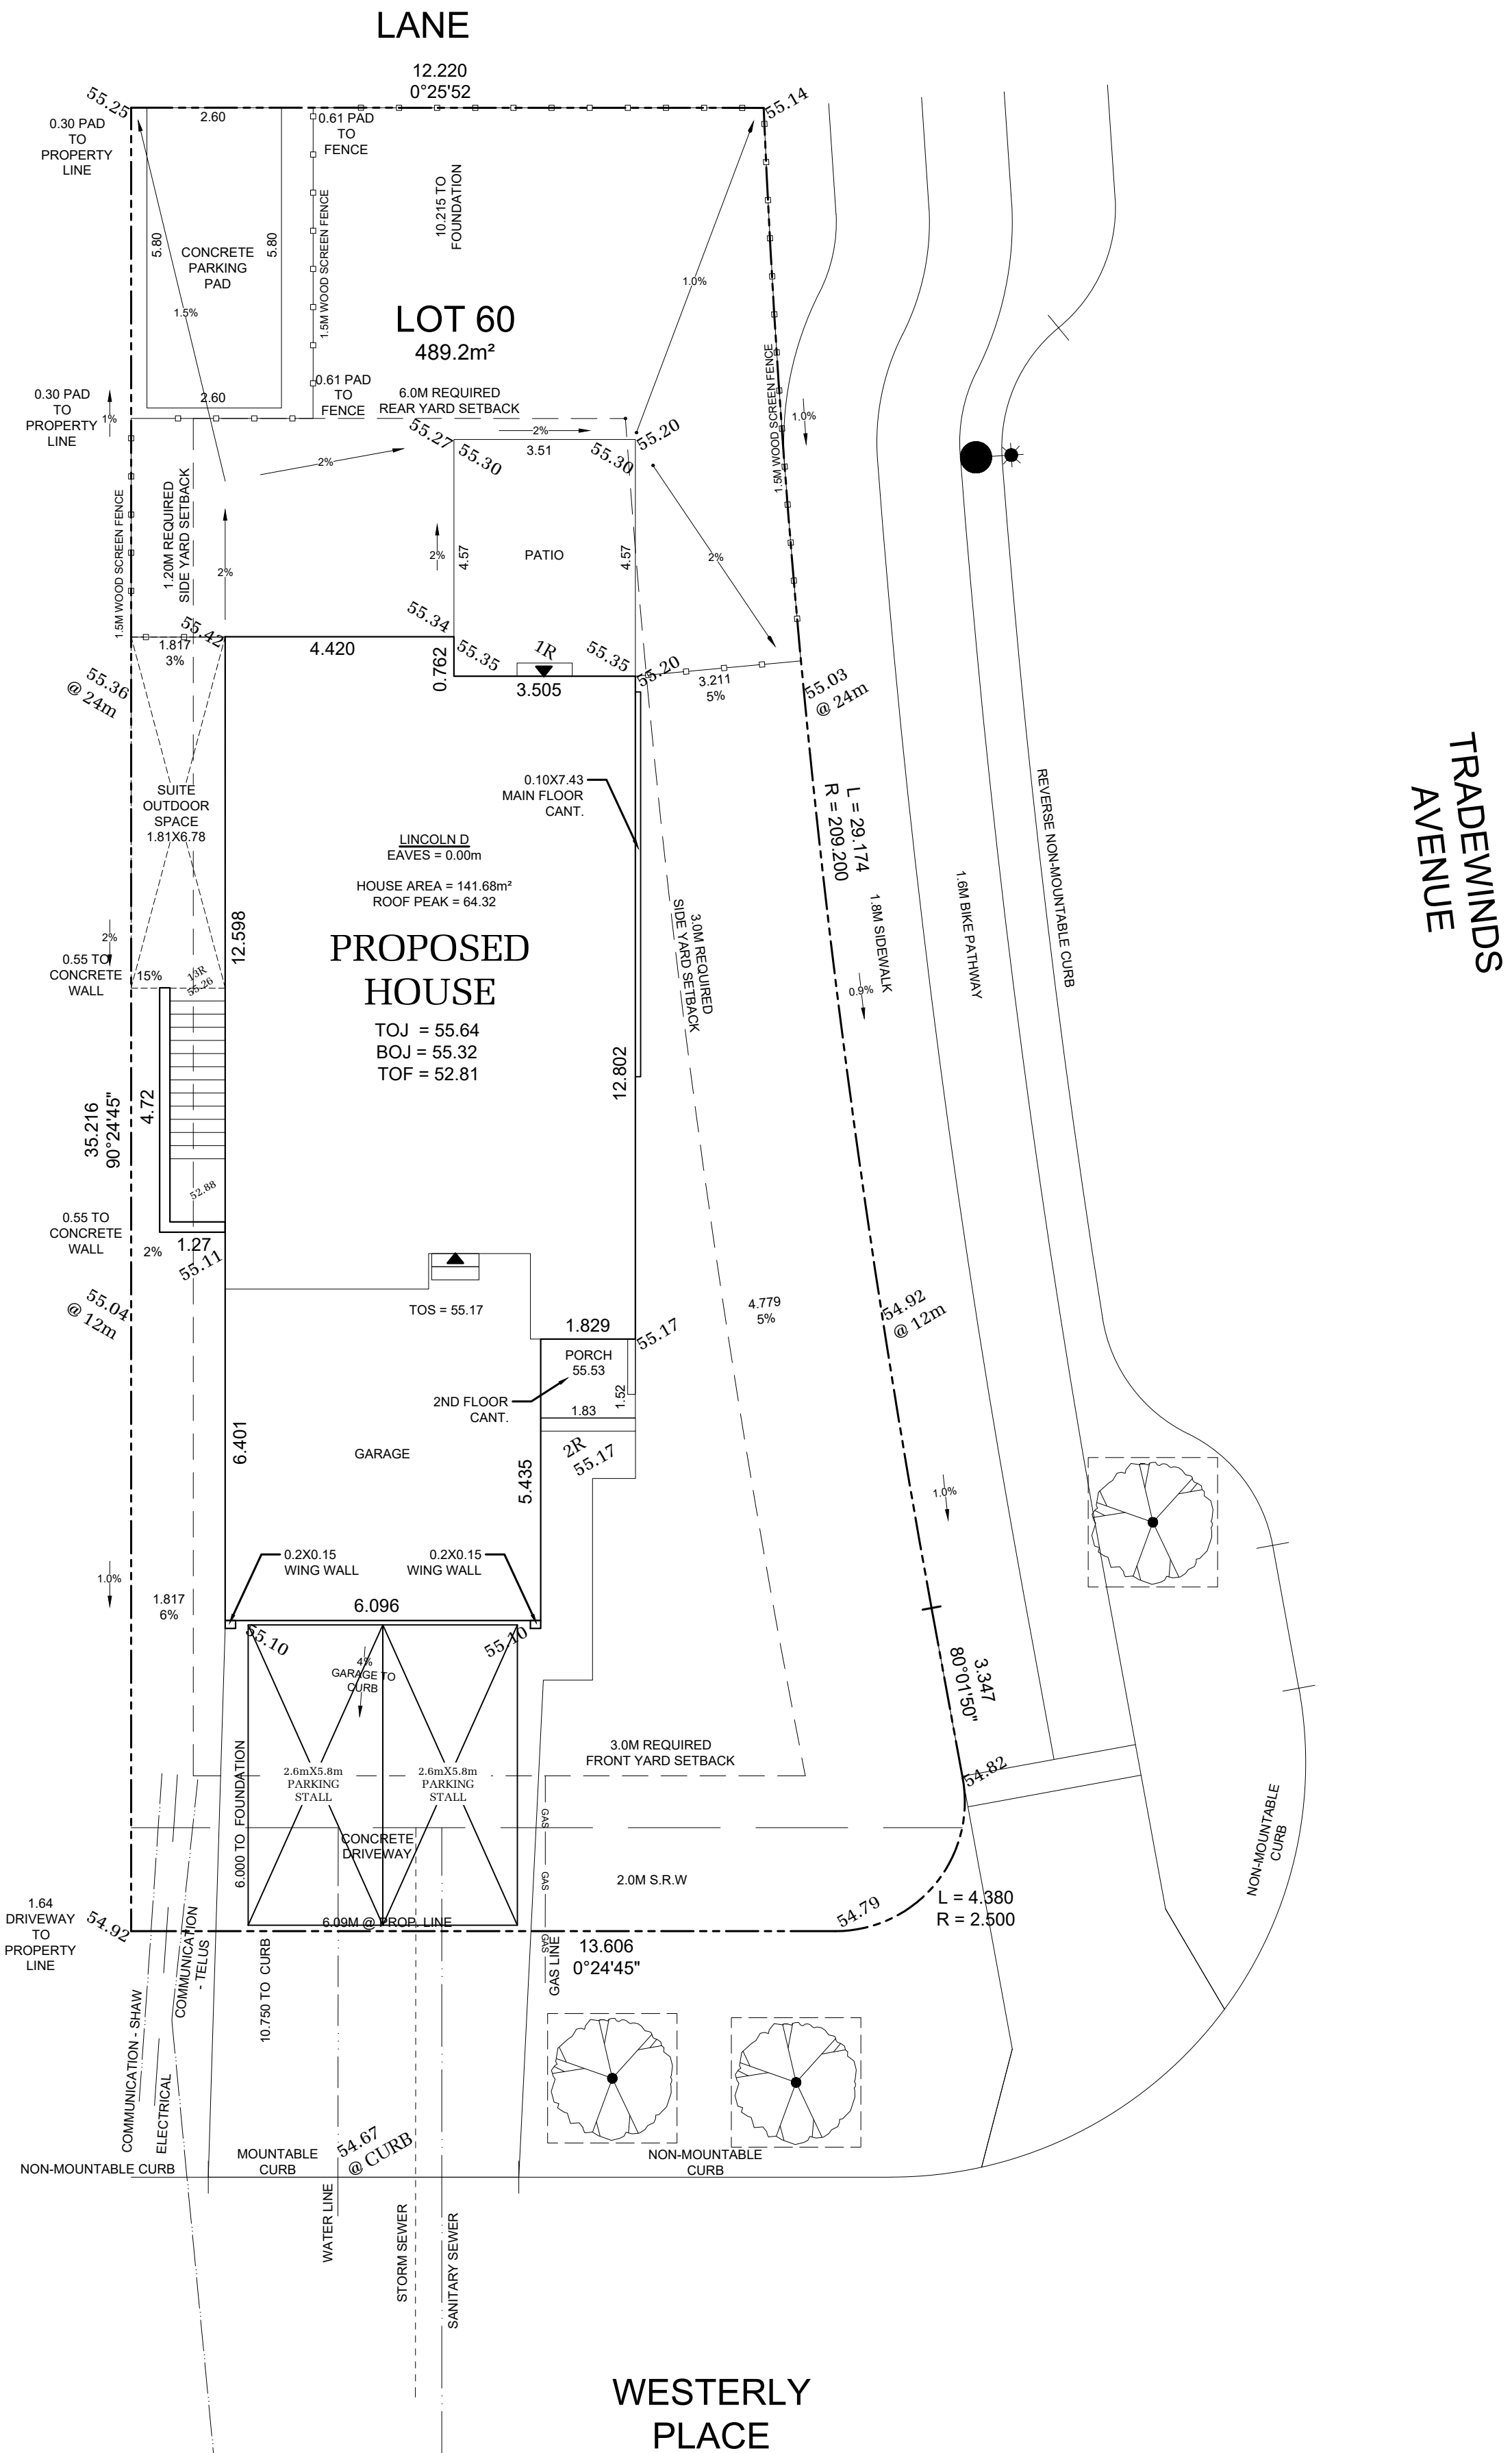 LANE
12.220
0°25'52
55.25
55.14
0.30 PAD
TO
PROPERTY
LINE
2.60
0.61 PAD
TO
FENCE
5.80
5.80
CONCRETE
PARKING
PAD
1.5M WOOD SCREEN FENCE
10.215 TO
FOUNDATION
1.5%
1.0%
LOT 60
489.2m²
0.30 PAD
TO
PROPERTY
LINE
1%
2.60
0.61 PAD
TO
FENCE
6.0M REQUIRED
REAR YARD SETBACK
1.5M WOOD SCREEN FENCE
1.0%
55.27
2%
55.20
55.30
3.51
55.30
2%
1.5M WOOD SCREEN FENCE
1.20M REQUIRED
SIDE YARD SETBACK
2%
2%
4.57
PATIO
4.57
2%
55.42
55.34
1.817
3%
4.420
0.762
55.35
1R
55.35
55.20
3.505
3.211
5%
55.36
@ 24m
55.03
@ 24m
SUITE
OUTDOOR
SPACE
1.81X6.78
0.10X7.43
MAIN FLOOR
CANT.
L = 29.174
R = 209.200
REVERSE NON-MOUNTABLE CURB
TRADEWINDS
AVENUE
LINCOLN D
EAVES = 0.00m
HOUSE AREA = 141.68m²
ROOF PEAK = 64.32
1.8M SIDEWALK
1.6M BIKE PATHWAY
3.0M REQUIRED
SIDE YARD SETBACK
PROPOSED
HOUSE
12.598
2%
0.55 TO
CONCRETE
WALL
15%
13R
55.26
0.9%
TOJ = 55.64
BOJ = 55.32
TOF = 52.81
12.802
35.216
90°24'45"
4.72
52.88
0.55 TO
CONCRETE
WALL
2%
1.27
55.11
55.04
@ 12m
TOS = 55.17
4.779
5%
54.92
@ 12m
1.829
55.17
PORCH
55.53
2ND FLOOR
CANT.
1.52
1.83
6.401
GARAGE
5.435
2R
55.17
1.0%
0.2X0.15
WING WALL
0.2X0.15
WING WALL
1.0%
1.817
6%
6.096
55.10
55.10
4%
GARAGE TO
CURB
3.347
80°01'50"
3.0M REQUIRED
FRONT YARD SETBACK
54.82
6.000 TO FOUNDATION
2.6mX5.8m
PARKING
STALL
2.6mX5.8m
PARKING
STALL
GAS
NON-MOUNTABLE
CURB
CONCRETE
DRIVEWAY
GAS
2.0M S.R.W
1.64
DRIVEWAY
TO
PROPERTY
LINE
54.92
6.09M @ PROP. LINE
54.79
L = 4.380
R = 2.500
COMMUNICATION
- TELUS
10.750 TO CURB
GAS
GAS LINE
13.606
0°24'45"
COMMUNICATION - SHAW
ELECTRICAL
54.67
@ CURB
NON-MOUNTABLE CURB
MOUNTABLE
CURB
NON-MOUNTABLE
CURB
WATER LINE
STORM SEWER
SANITARY SEWER
WESTERLY
PLACE